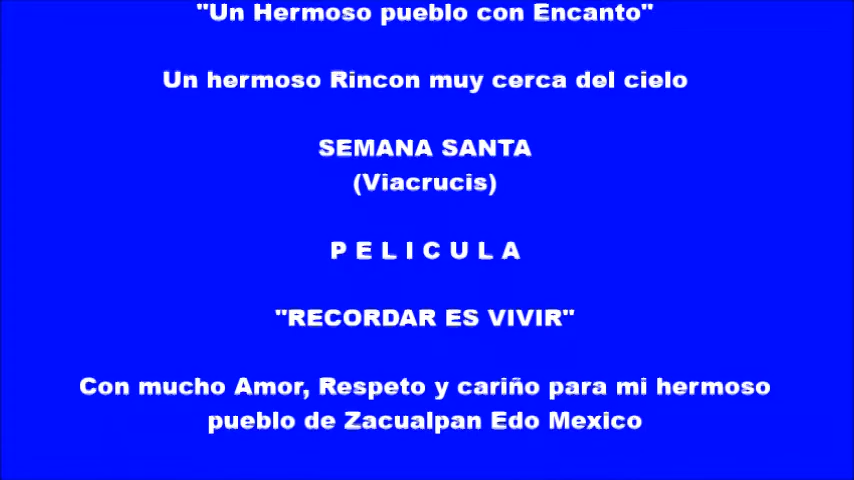 "Un Hermoso pueblo con Encanto"
Un hermoso Rincon muy cerca del cielo
SEMANA SANTA
(Viacrucis)
P E L I C U L A
"RECORDAR ES VIVIR"
Con mucho Amor, Respeto y cariño para mi hermoso
pueblo de Zacualpan Edo Mexico